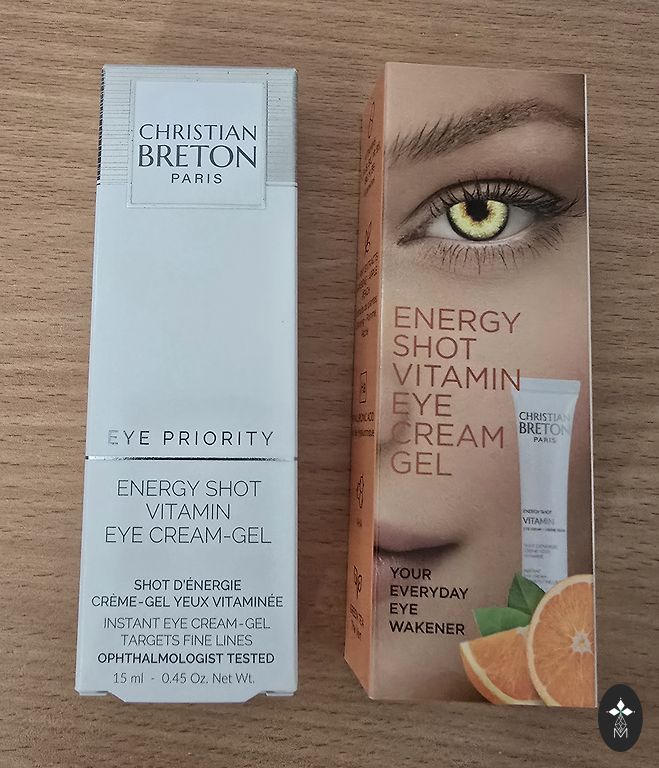 CHRISTIAN
BRETON
PARIS
EYE PRIORITY
ENERGY SHOT
VITAMIN
EYE CREAM-GEL
SHOT D'ÉNERGIE
CRÈME-GEL YEUX VITAMINÉE
INSTANT EYE CREAM-GEL
TARGETS FINE LINES
OPHTHALMOLOGIST TESTED
15 ml - 0.45 Oz. Net Wt.
ENERGY
SHOT
VITAMIN
EYE
CREAM
GEL
CHRISTIAN
BRETON
PARIS
ENERGY SHOT
VITAMIN
YOUR
EVERYDAY
EYE
WAKENER